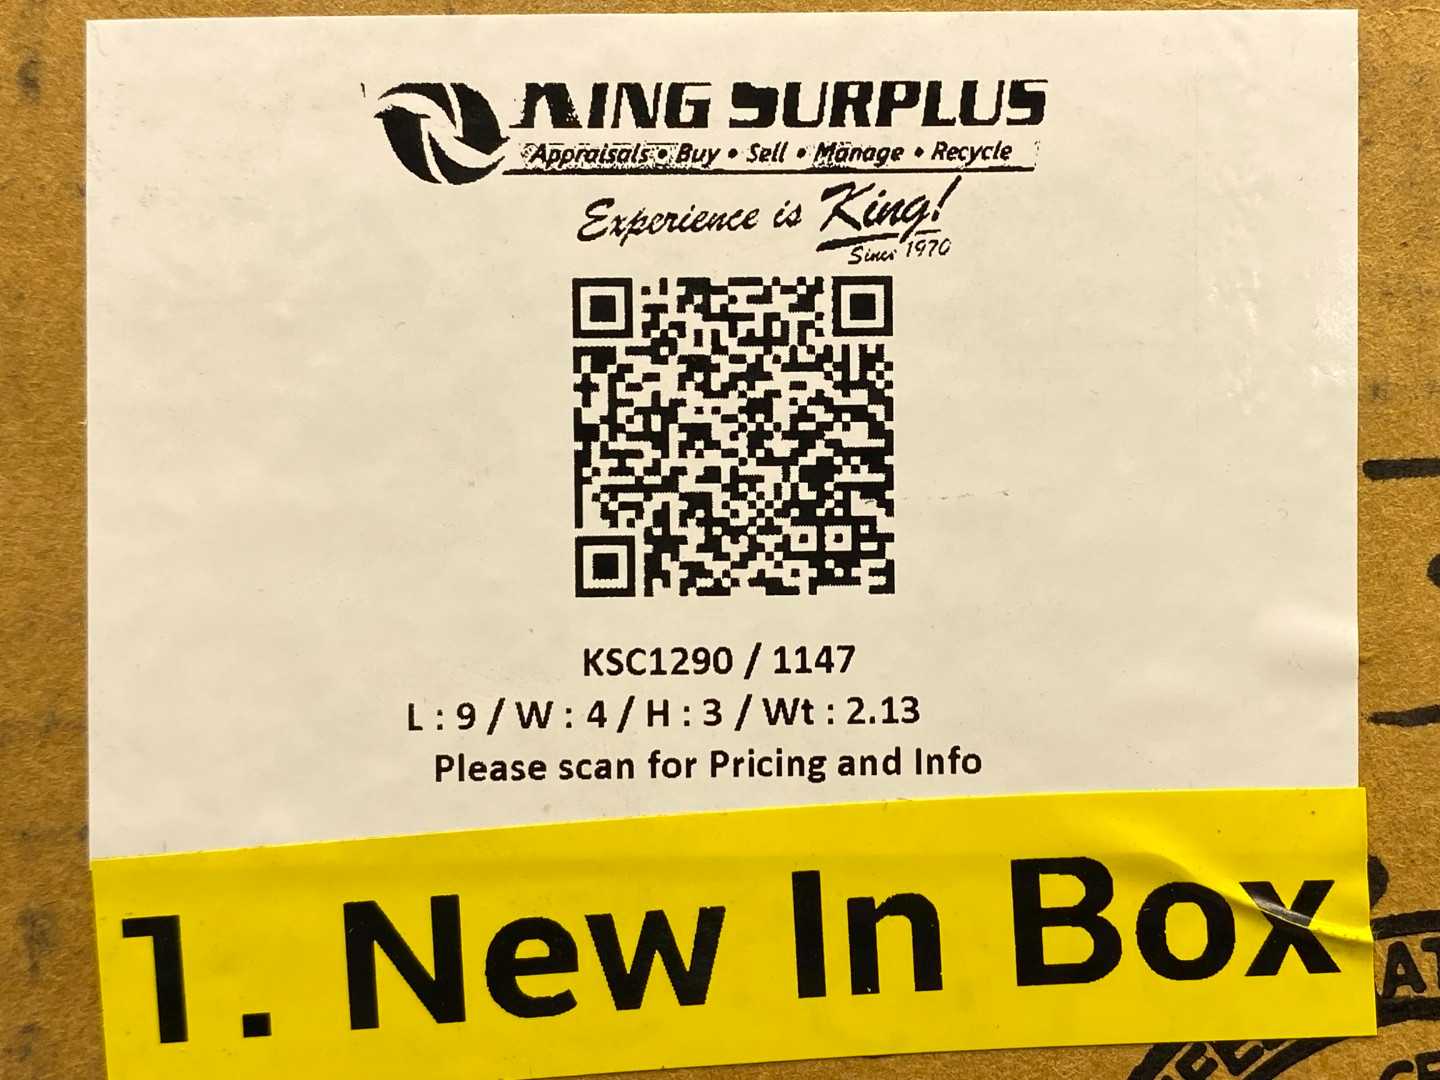 KING SURPLUS
Appraisals • Buy • Sell • Manage • Recycle
Experience is King!
Since 1970
KSC1290 / 1147
L : 9 / W : 4 / H : 3 / Wt : 2.13
Please scan for Pricing and Info
1. New In Box